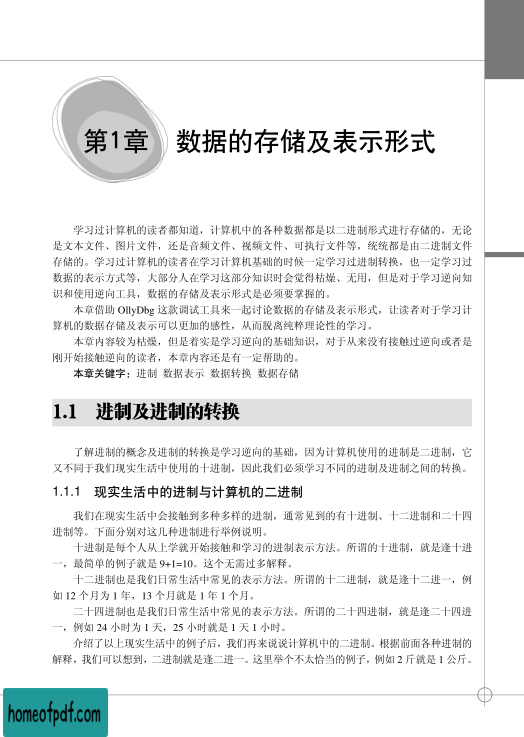 第1章 数据的存储及表示形式
学习过计算机的读者都知道，计算机中的各种数据都是以二进制形式进行存储的，无论
是文本文件、图片文件，还是音频文件、视频文件、可执行文件等，统统都是由二进制文件
存储的。学习过计算机的读者在学习计算机基础的时候一定学习过进制转换，也一定学习过
数据的表示方式等，大部分人在学习这部分知识时会觉得枯燥、无用，但是对于学习逆向知
识和使用逆向工具，数据的存储及表示形式是必须要掌握的。
本章借助 OllyDbg 这款调试工具来一起讨论数据的存储及表示形式，让读者对于学习计
算机的数据存储及表示可以更加的感性，从而脱离纯粹理论性的学习。
本章内容较为枯燥，但是着实是学习逆向的基础知识，对于从来没有接触过逆向或者是
刚开始接触逆向的读者，本章内容还是有一定帮助的。
本章关键字：进制 数据表示 数据转换 数据存储
1.1 进制及进制的转换
了解进制的概念及进制的转换是学习逆向的基础，因为计算机使用的进制是二进制，它
又不同于我们现实生活中使用的十进制，因此我们必须学习不同的进制及进制之间的转换。
1.1.1 现实生活中的进制与计算机的二进制
我们在现实生活中会接触到多种多样的进制，通常见到的有十进制、十二进制和二十四
进制等。下面分别对这几种进制进行举例说明。
十进制是每个人从上学就开始接触和学习的进制表示方法。所谓的十进制，就是逢十进
一，最简单的例子就是 9+1=10。这个无需过多解释。
十二进制也是我们日常生活中常见的表示方法。所谓的十二进制，就是逢十二进一，例
如 12 个月为 1 年，13 个月就是 1 年 1 个月。
二十四进制也是我们日常生活中常见的表示方法。所谓的二十四进制，就是逢二十四进
一，例如 24 小时为 1 天，25 小时就是 1 天 1 小时。
介绍了以上现实生活中的例子后，我们再来说说计算机中的二进制。根据前面各种进制的
解释，我们可以想到，二进制就是逢二进一。这里举个不太恰当的例子，例如 2 斤就是 1 公斤。
homeofpdf.com